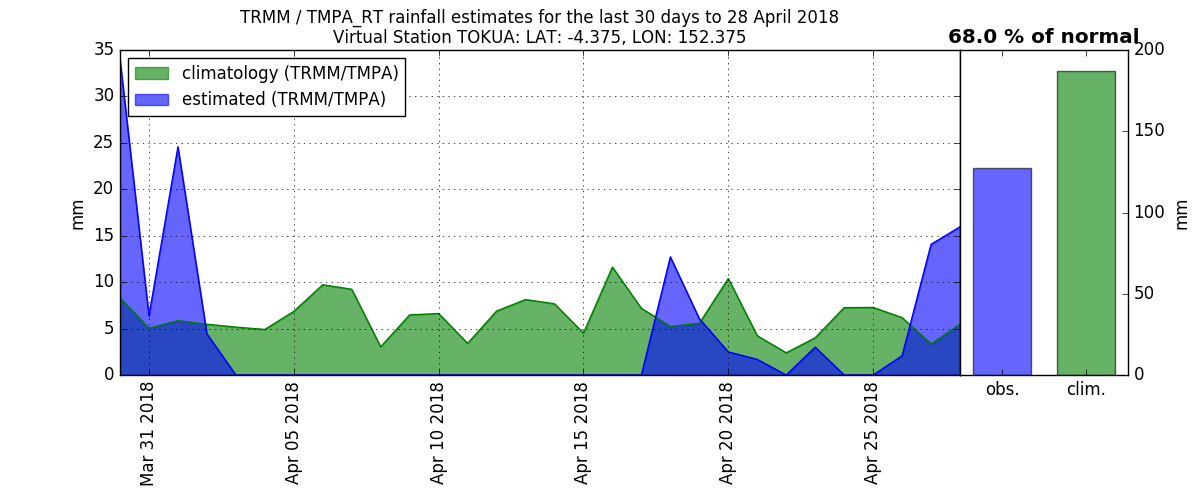 TRMM / TMPA_RT rainfall estimates for the last 30 days to 28 April 2018
Virtual Station TOKUA: LAT: -4.375, LON: 152.375
68.0 % of normal
climatology (TRMM/TMPA)
estimated (TRMM/TMPA)
35
30
25
20
15
10
5
0
mm
Mar 31 2018
Apr 05 2018
Apr 10 2018
Apr 15 2018
Apr 20 2018
Apr 25 2018
200
150
100
50
0
mm
obs.
clim.